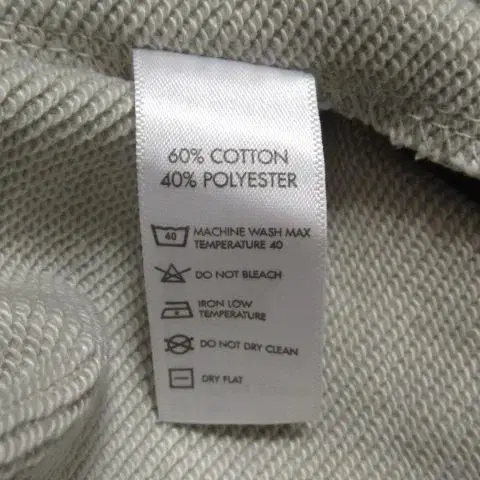 60% COTTON
40% POLYESTER
40
MACHINE WASH MAX
TEMPERATURE 40
DO NOT BLEACH
IRON LOW
TEMPERATURE
DO NOT DRY CLEAN
DRY FLAT